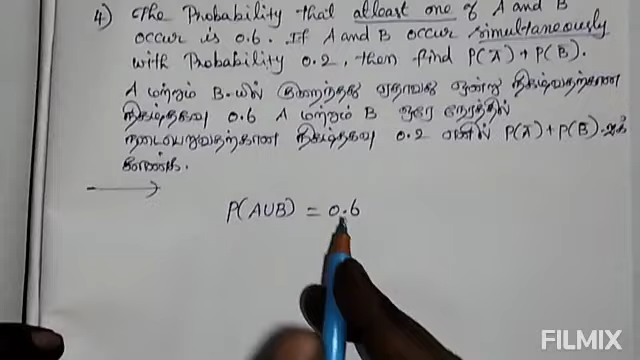 4) The Probability that atleast one of A and B
occur is 0.6. If A and B occur simultaneously
with Probability 0.2, then find P(A̅) + P(B̅).
A மற்றும் B-யில் குறைந்தது ஏதாவது ஒன்று நிகழ்வதற்கான
நிகழ்தகவு 0.6 A மற்றும் B ஒரே நேரத்தில்
நடைபெறுவதற்கான நிகழ்தகவு 0.2 எனில் P(A̅) + P(B̅)-ஐக்
காண்க.
P(AUB) = 0.6
FILMIX